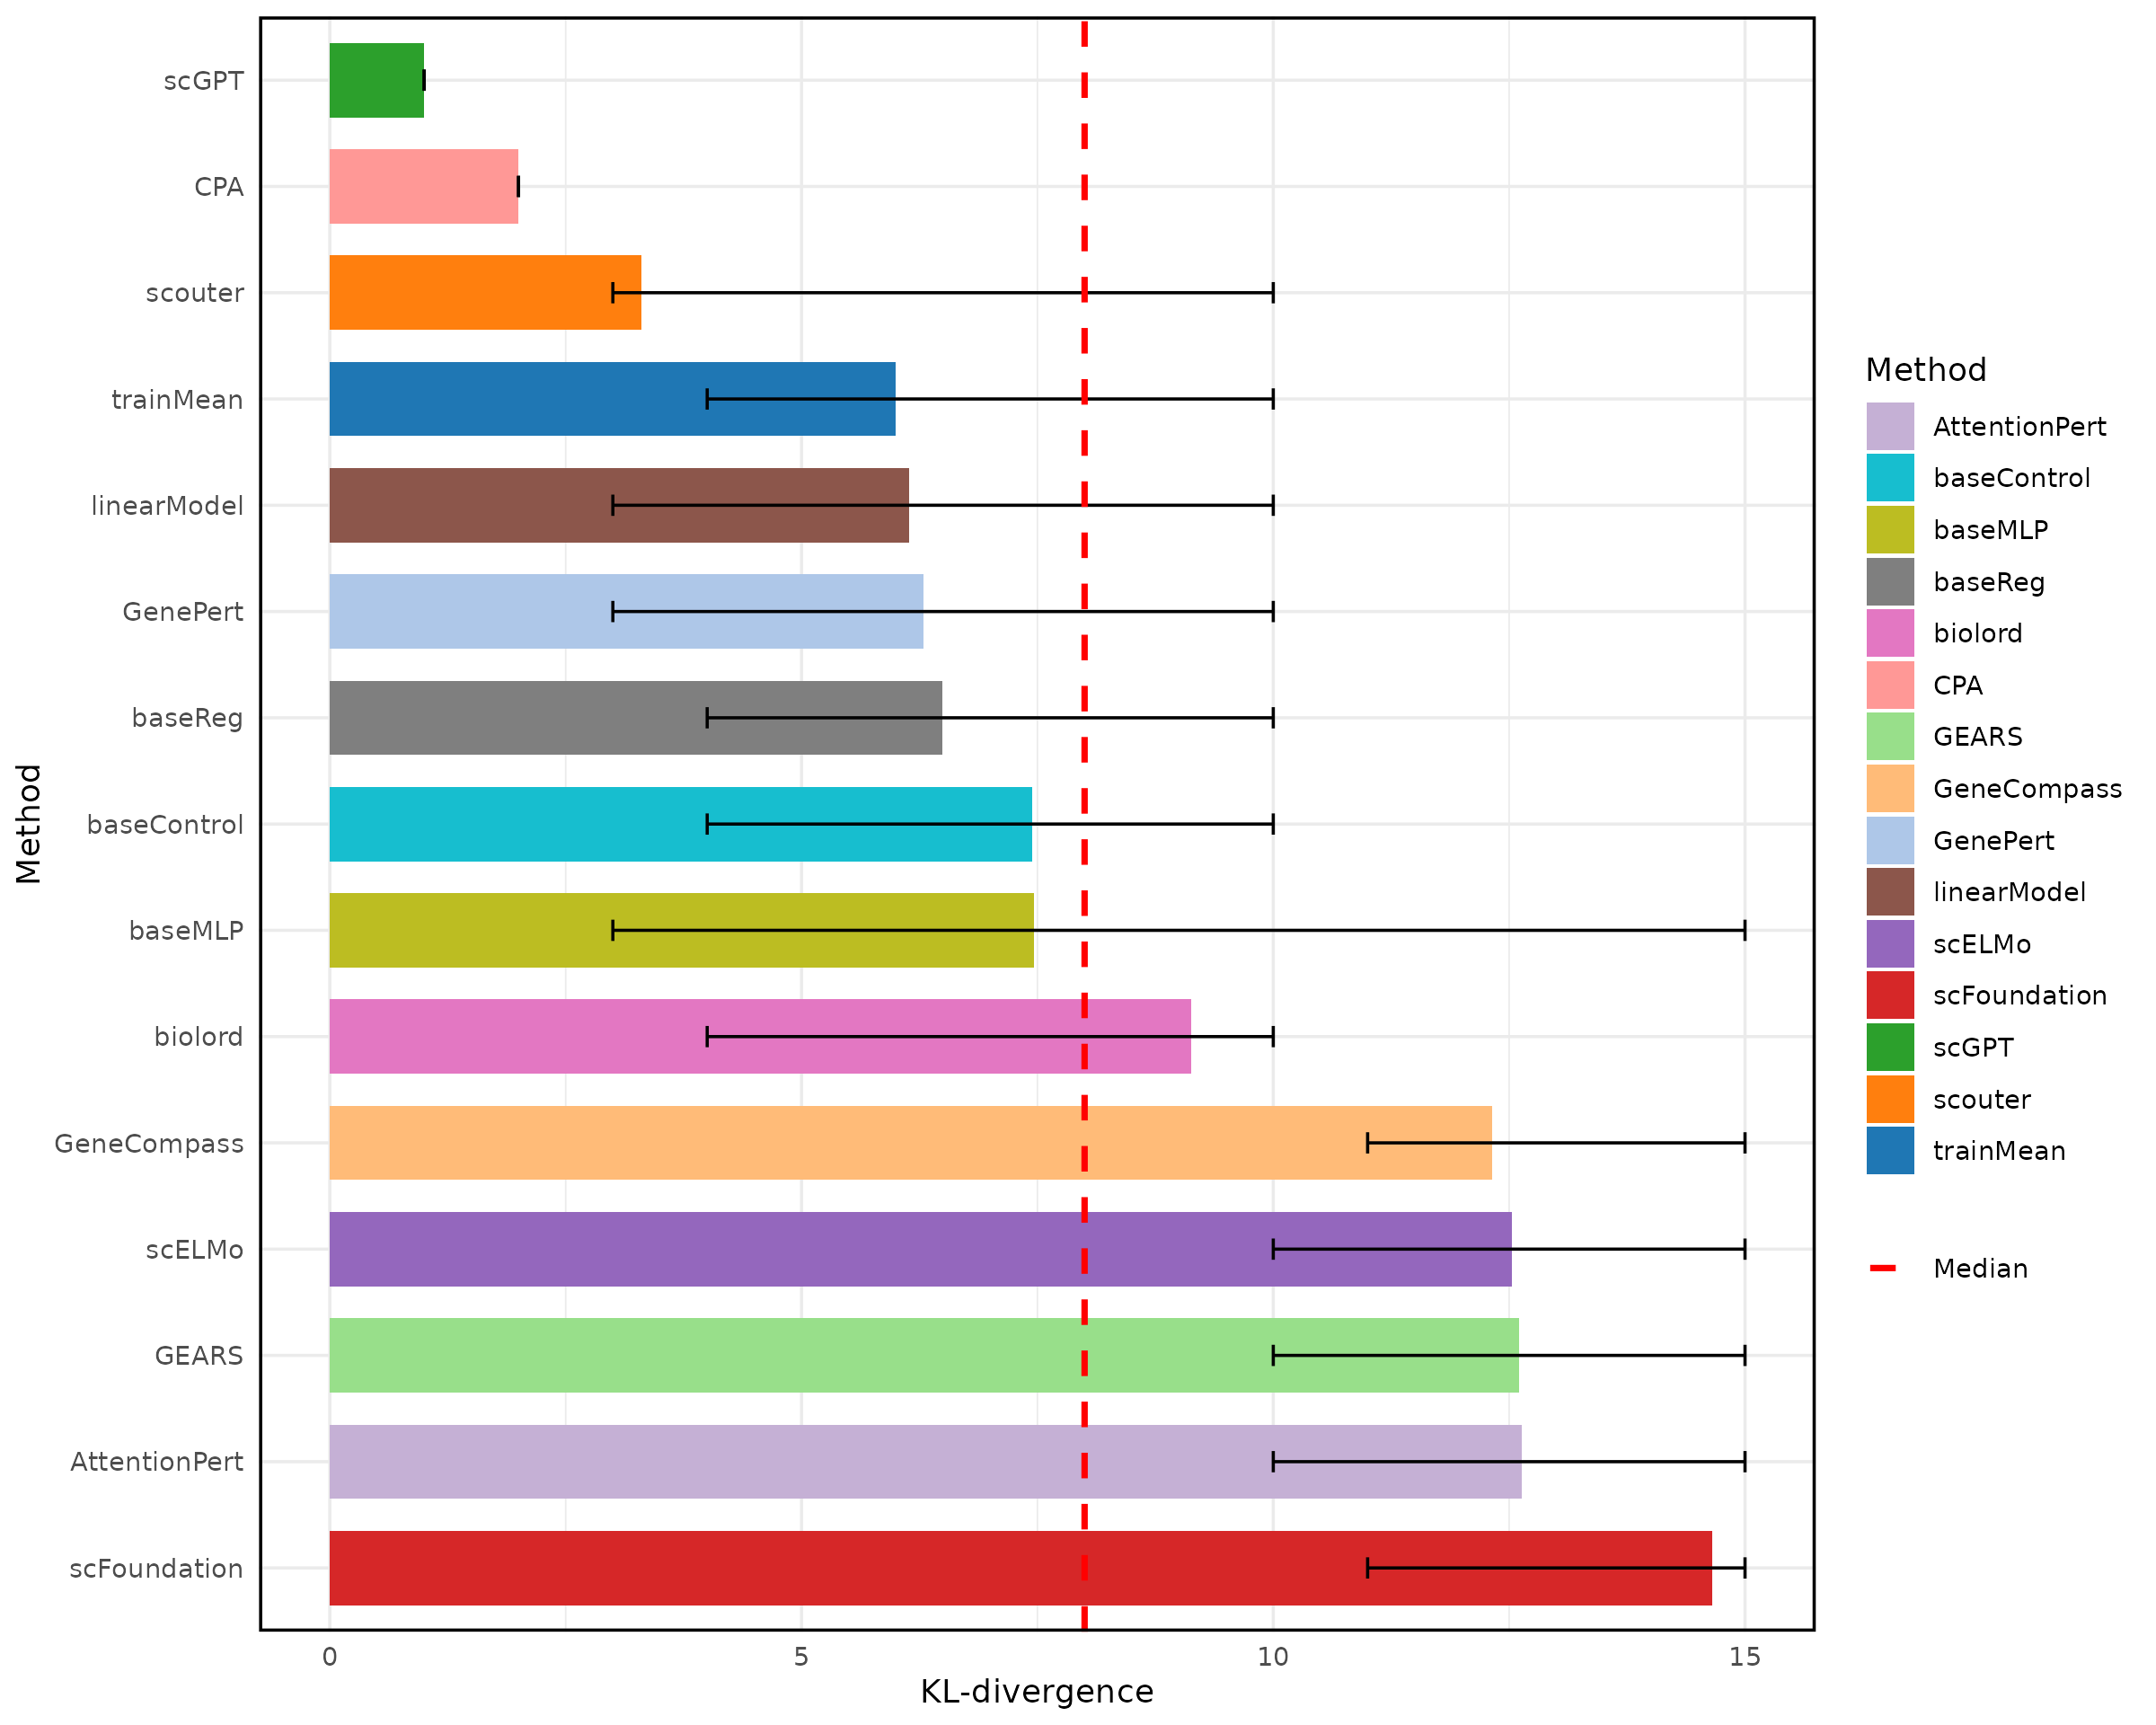 Method
scGPT
CPA
scouter
trainMean
linearModel
GenePert
baseReg
baseControl
baseMLP
biolord
GeneCompass
scELMo
GEARS
AttentionPert
scFoundation
0 5 10 15
KL-divergence
Method
AttentionPert
baseControl
baseMLP
baseReg
biolord
CPA
GEARS
GeneCompass
GenePert
linearModel
scELMo
scFoundation
scGPT
scouter
trainMean
Median